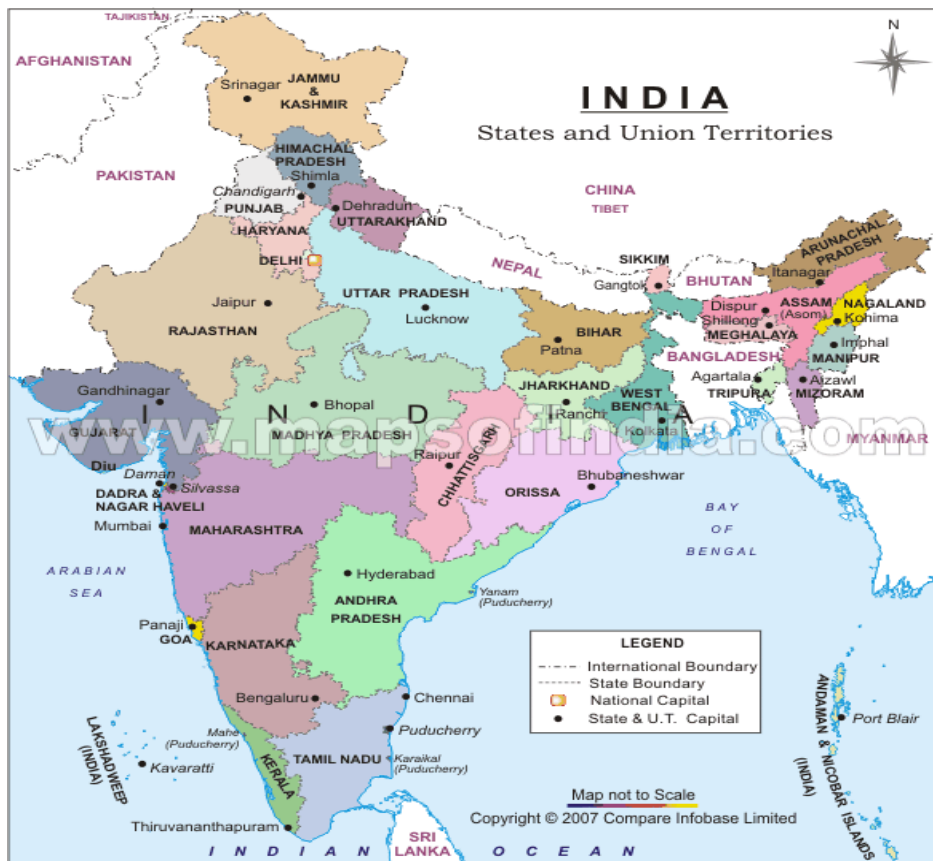 TAJIKISTAN
AFGHANISTAN
N
INDIA
States and Union Territories
JAMMU
&
KASHMIR
Srinagar
HIMACHAL
PRADESH
Shimla
PAKISTAN
CHINA
TIBET
Chandigarh
PUNJAB
Dehradun
UTTARAKHAND
HARYANA
DELHI
NEPAL
SIKKIM
Gangtok
BHUTAN
ARUNACHAL
PRADESH
Itanagar
Jaipur
RAJASTHAN
UTTAR PRADESH
Lucknow
BIHAR
Patna
Dispur
Shillong
MEGHALAYA
ASSAM
(Asom)
NAGALAND
Kohima
Imphal
MANIPUR
BANGLADESH
Agartala
TRIPURA
Aizawl
MIZORAM
Gandhinagar
GUJARAT
Diu
I N D I A
www.mapsofindia.com
Bhopal
MADHYA PRADESH
JHARKHAND
Ranchi
WEST
BENGAL
Kolkata
MYANMAR
Raipur
CHHATTISGARH
Daman
Silvassa
DADRA &
NAGAR HAVELI
Mumbai
MAHARASHTRA
ORISSA
Bhubaneshwar
BAY
OF
BENGAL
ARABIAN
SEA
Hyderabad
ANDHRA
PRADESH
Yanam
(Puducherry)
Panaji
GOA
KARNATAKA
Bengaluru
Chennai
LEGEND
International Boundary
State Boundary
National Capital
State & U.T. Capital
Mahe
(Puducherry)
Puducherry
Karaikal
(Puducherry)
TAMIL NADU
KERALA
LAKSHADWEEP
(INDIA)
Kavaratti
Thiruvananthapuram
ANDAMAN & NICOBAR ISLANDS
(INDIA)
Port Blair
Map not to Scale
Copyright © 2007 Compare Infobase Limited
SRI
LANKA
INDIAN OCEAN